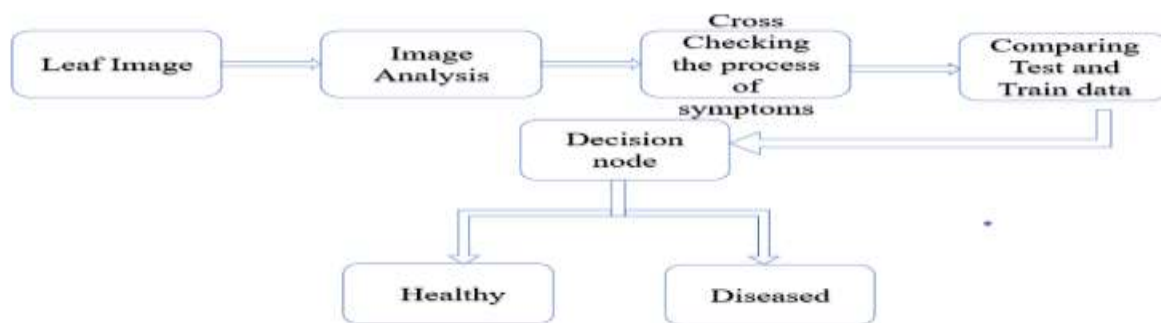 Leaf Image
Image
Analysis
Cross
Checking
the process
of
symptoms
Comparing
Test and
Train data
Decision
node
Healthy
Diseased